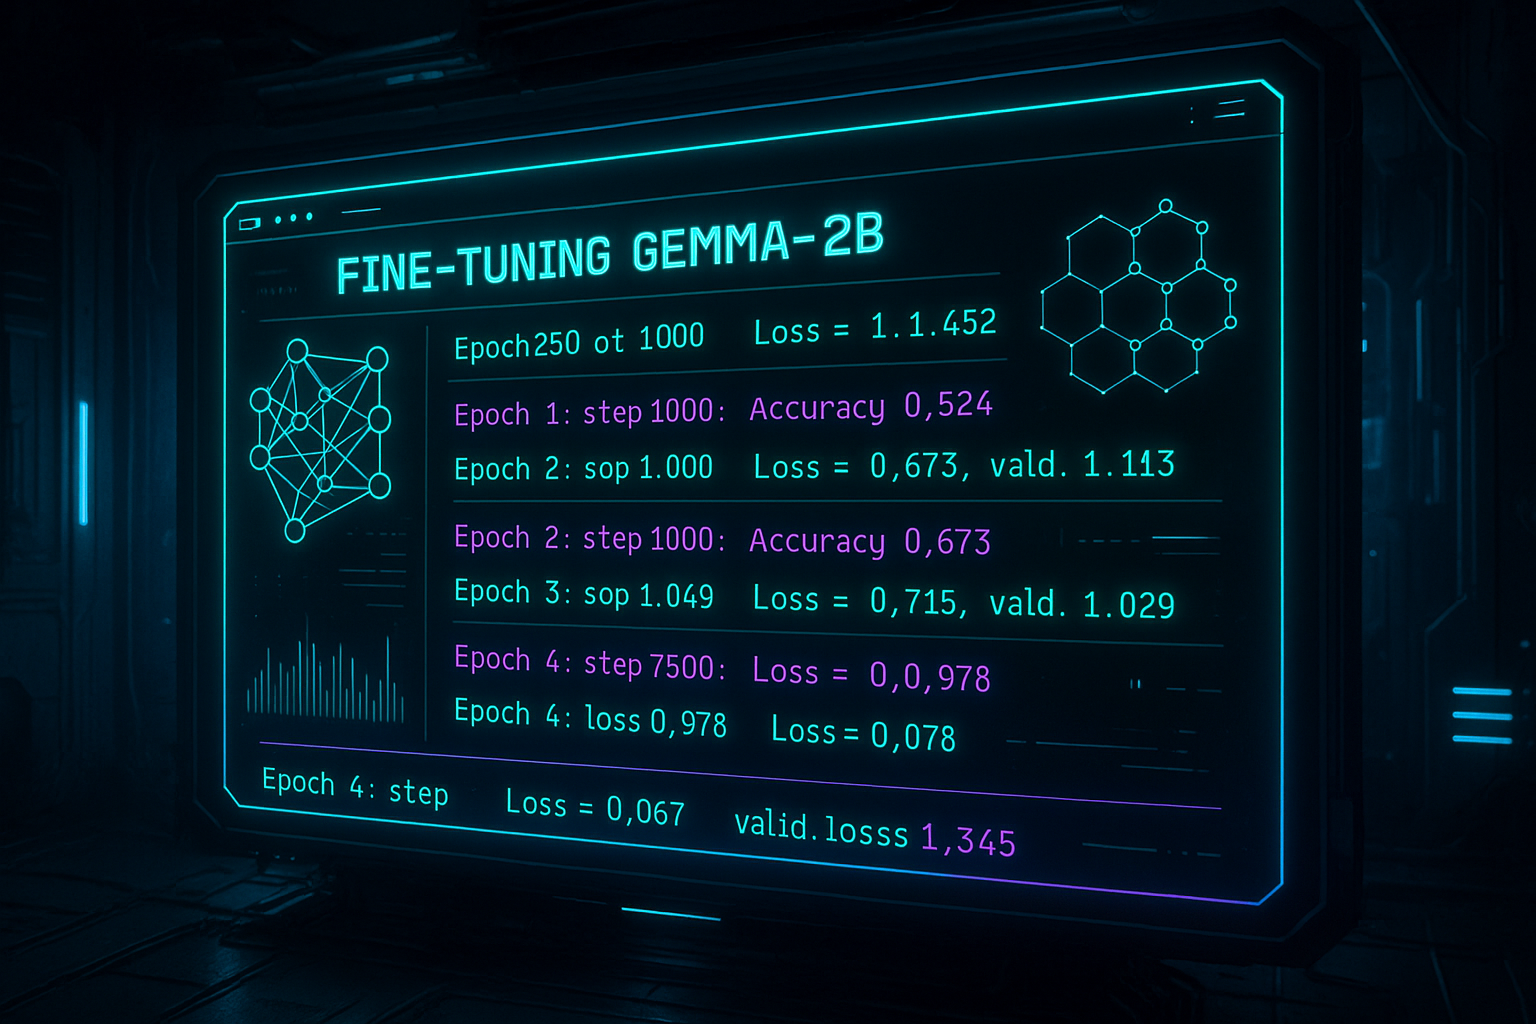 FINE-TUNING GEMMA-2B
Epoch250 ot 1000 Loss = 1.1.452
Epoch 1: step 1000: Accuracy 0,524
Epoch 2: sop 1.000 Loss = 0,673, vald. 1.113
Epoch 2: step 1000: Accuracy 0,673
Epoch 3: sop 1.049 Loss = 0,715, vald. 1.029
Epoch 4: step 7500: Loss = 0,0,978
Epoch 4: loss 0,978 Loss = 0,078
Epoch 4: step Loss = 0,067 valid.losss 1,345